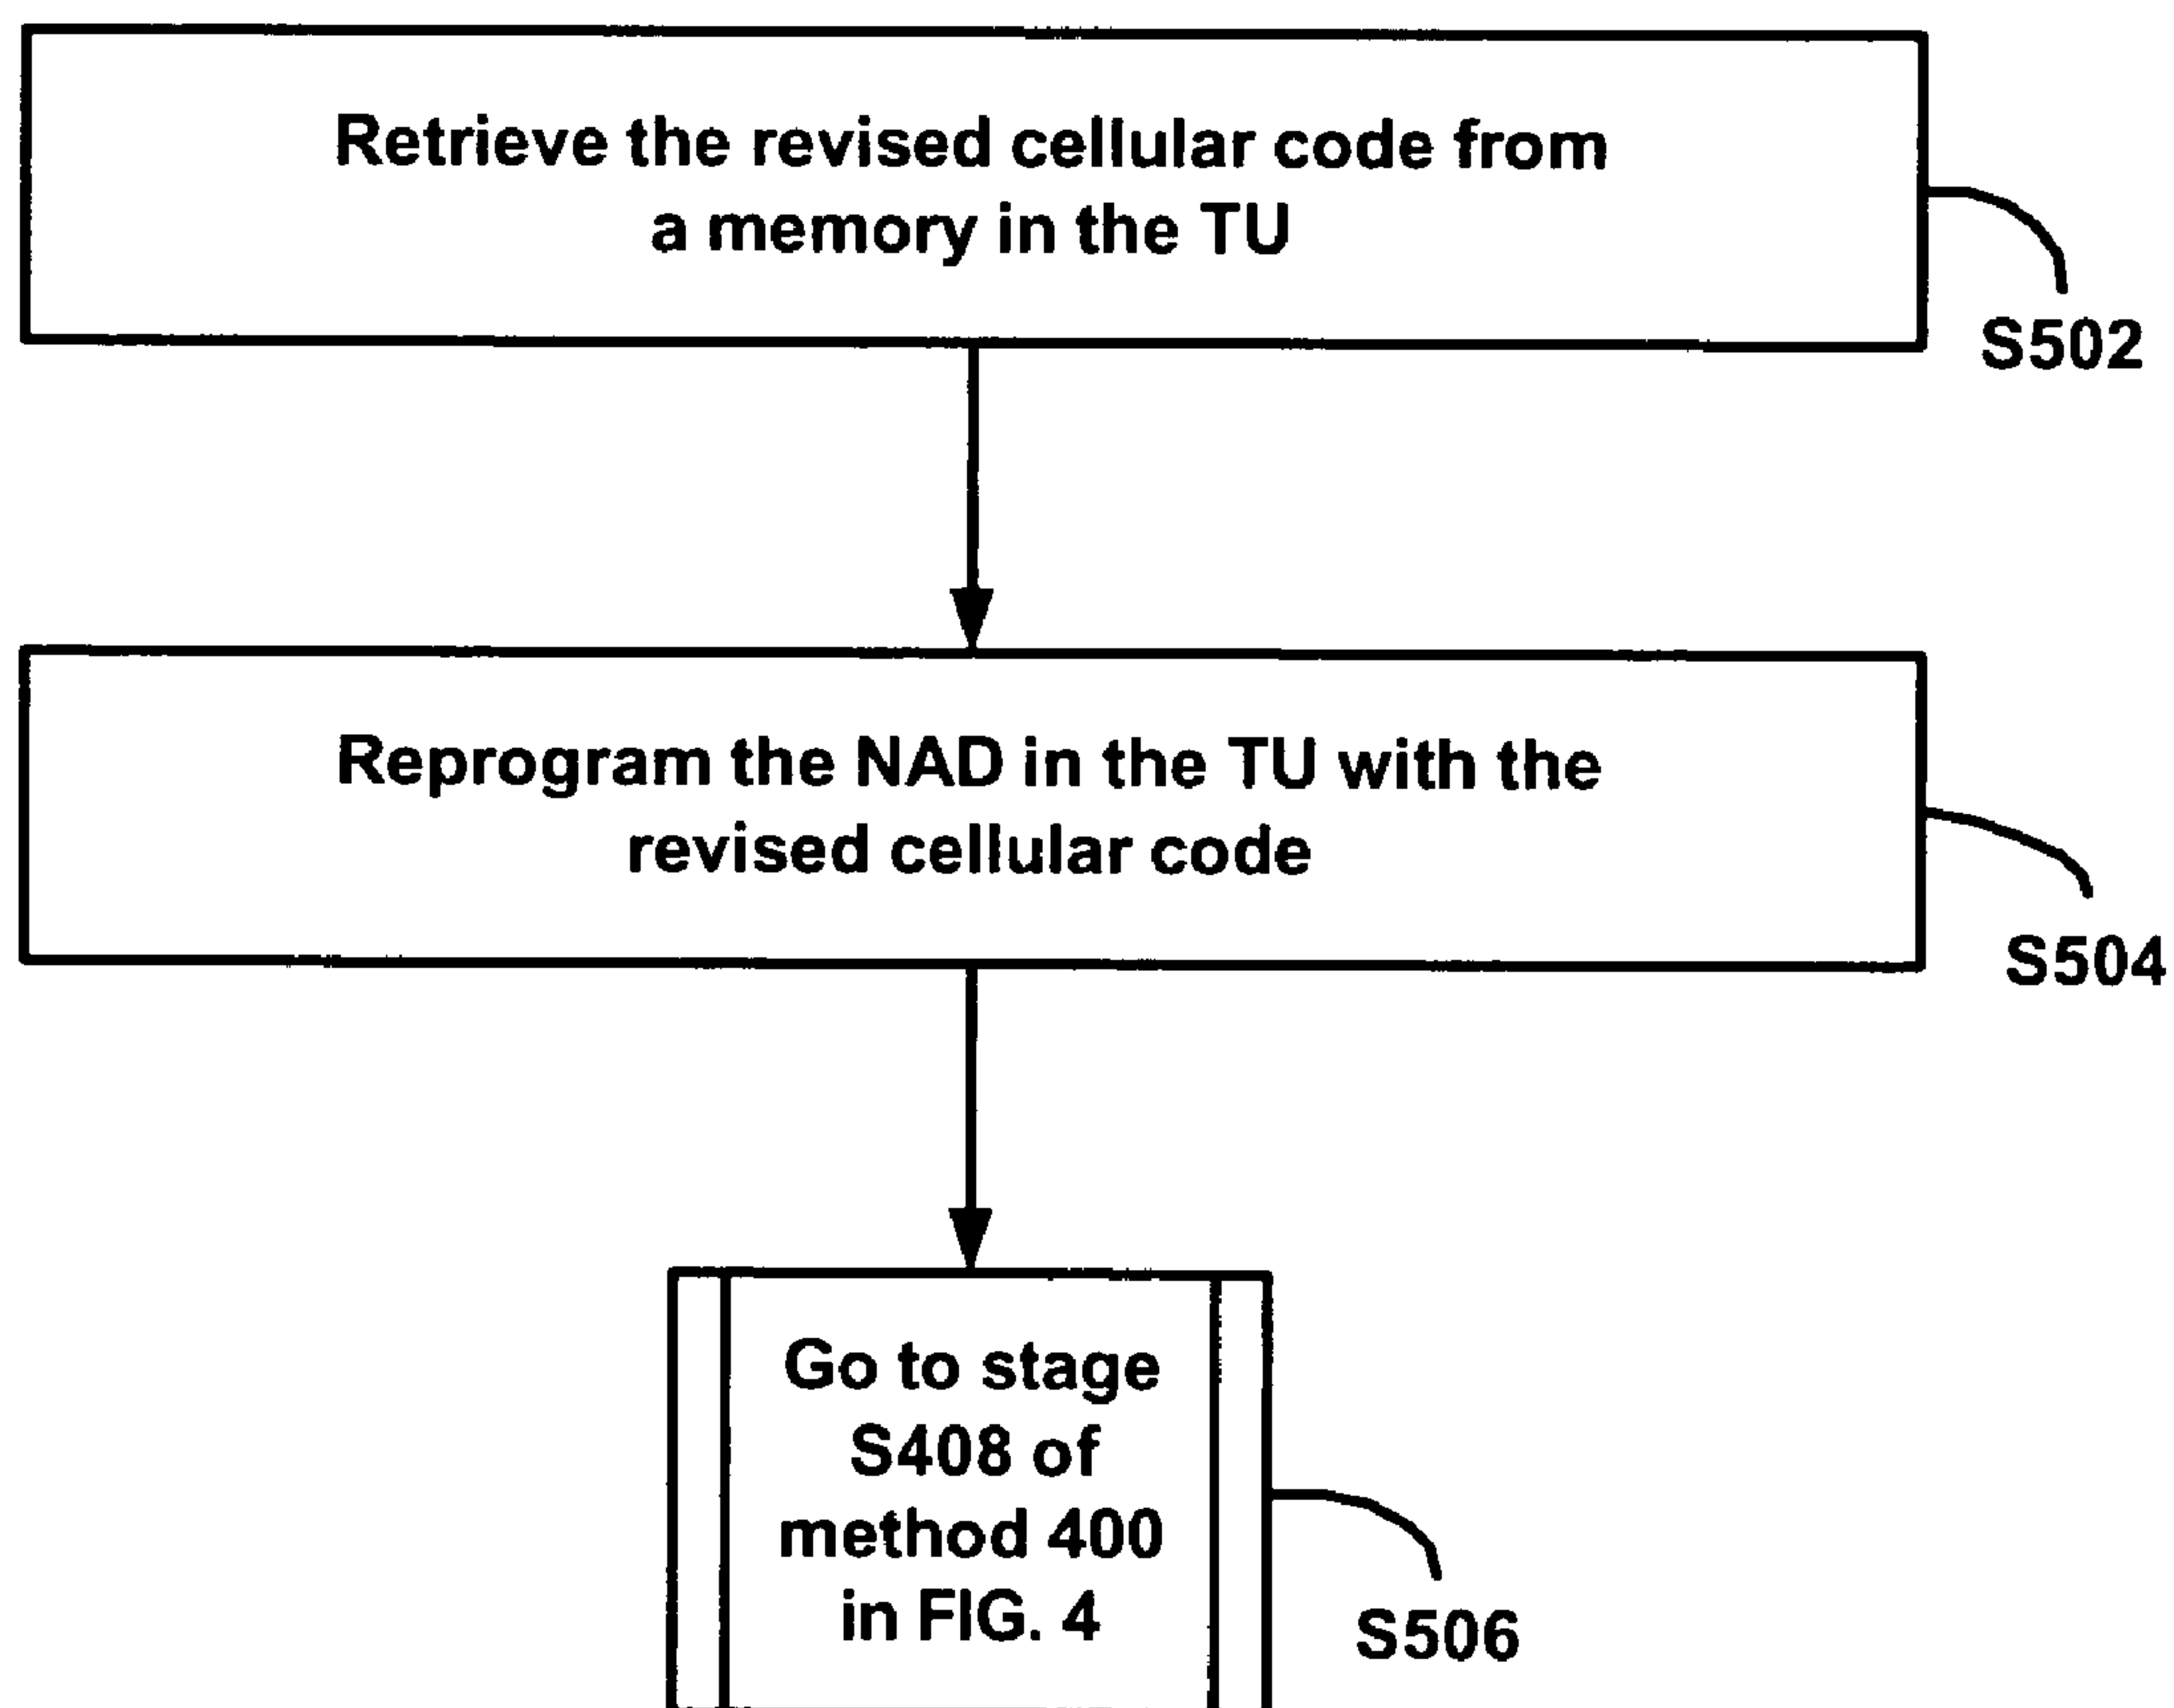 Retrieve the revised cellular code from
a memory in the TU
S502
Reprogram the NAD in the TU with the
revised cellular code
S504
Go to stage
S408 of
method 400
in FIG. 4
S506